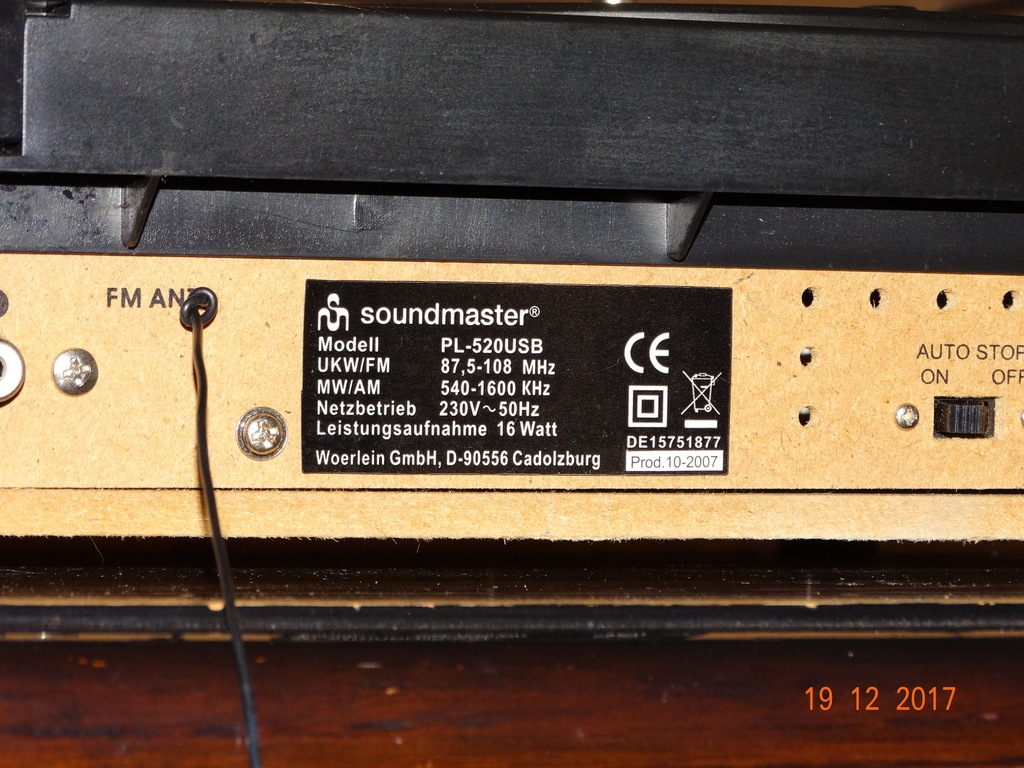 FM ANT
soundmaster®
Modell PL-520USB
UKW/FM 87,5-108 MHz
MW/AM 540-1600 KHz
Netzbetrieb 230V~50Hz
Leistungsaufnahme 16 Watt
Woerlein GmbH, D-90556 Cadolzburg
CE
DE15751877
Prod.10-2007
AUTO STOP
ON OFF
19 12 2017